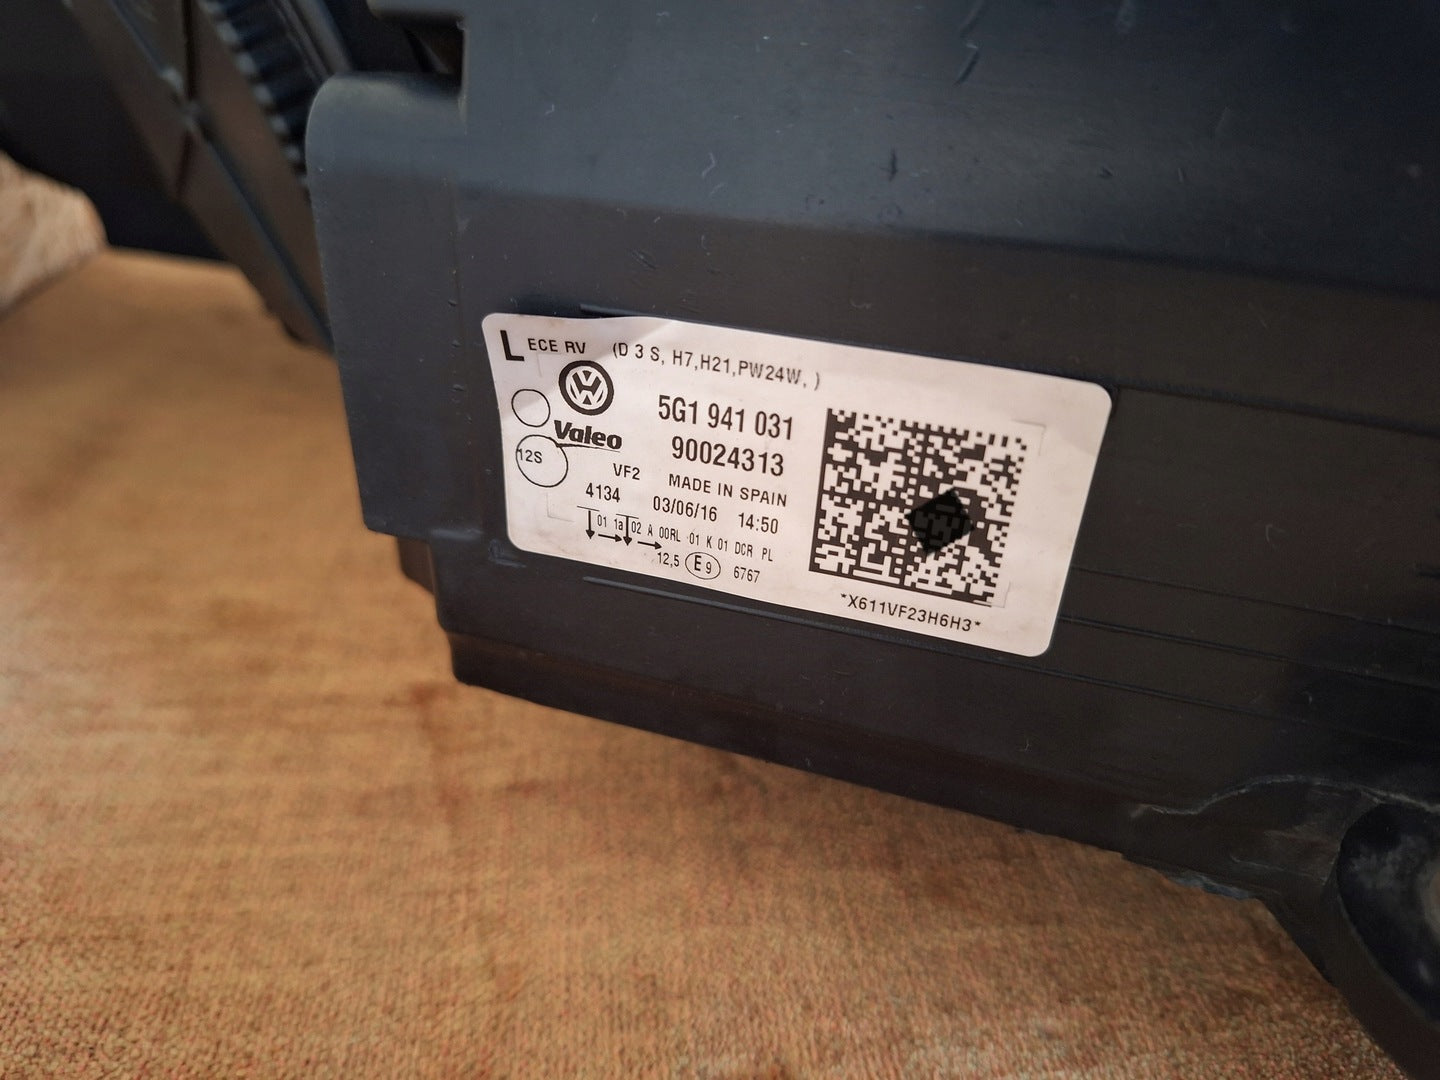 L ECE RV (D 3 S, H7,H21,PW24W, )
5G1 941 031
Valeo
90024313
12S
VF2 MADE IN SPAIN
4134 03/06/16 14:50
01 1a 02 A 00RL 01 K 01 DCR PL
12,5 E9 6767
*X611VF23H6H3*